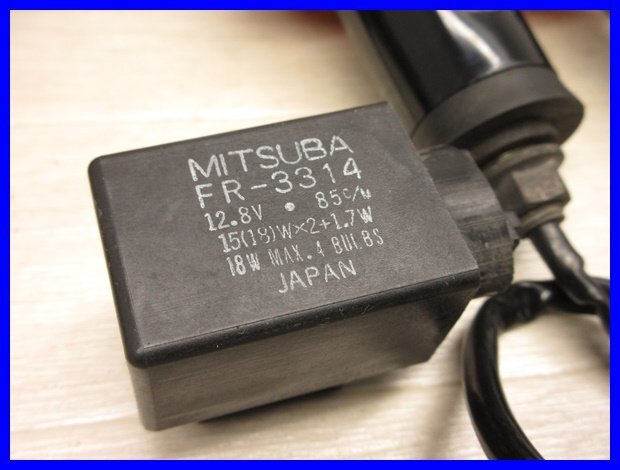 MITSUBA
FR-3314
12.8V • 85c/m
15(18)W×2+1.7W
18W MAX. 4 BULBS
JAPAN